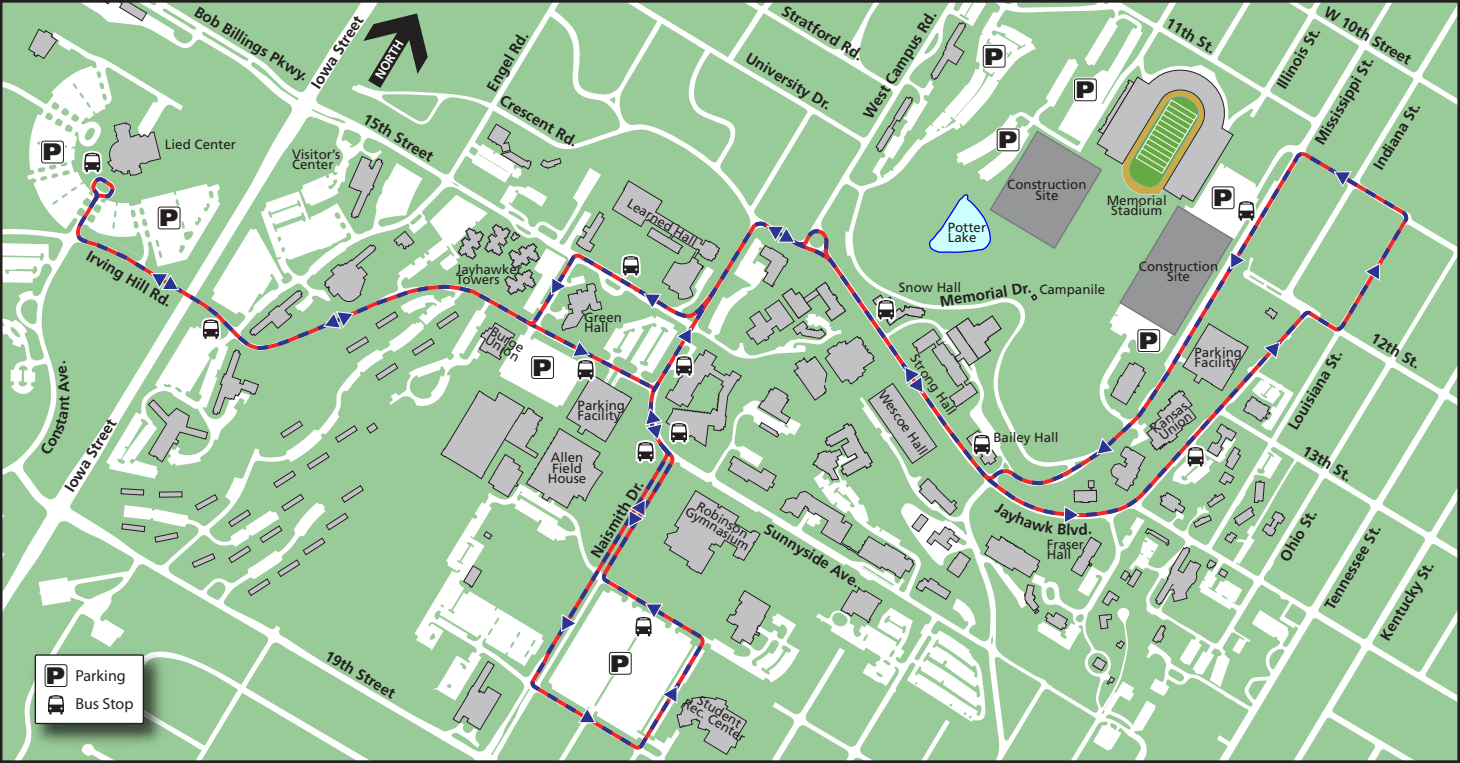 Bob Billings Pkwy.
Iowa Street
NORTH
Engel Rd.
Stratford Rd.
University Dr.
West Campus Rd.
P
P
11th St.
W 10th Street
Illinois St.
Mississippi St.
Indiana St.
Crescent Rd.
15th Street
Lied Center
P
P
Visitor's
Center
P
Construction
Site
Memorial
Stadium
P
Potter
Lake
Learned Hall
Jayhawker
Towers
Irving Hill Rd.
Construction
Site
Snow Hall
Memorial Dr.
Campanile
Green
Hall
Burge
Union
P
P
Parking
Facility
12th St.
Constant Ave.
Iowa Street
Parking
Facility
Strong Hall
Wescoe Hall
Kansas
Union
Louisiana St.
Bailey Hall
Allen
Field
House
13th St.
Naismith Dr.
Robinson
Gymnasium
Sunnyside Ave.
Jayhawk Blvd.
Fraser
Hall
Ohio St.
Tennessee St.
Kentucky St.
P
19th Street
Student
Rec. Center
P Parking
Bus Stop